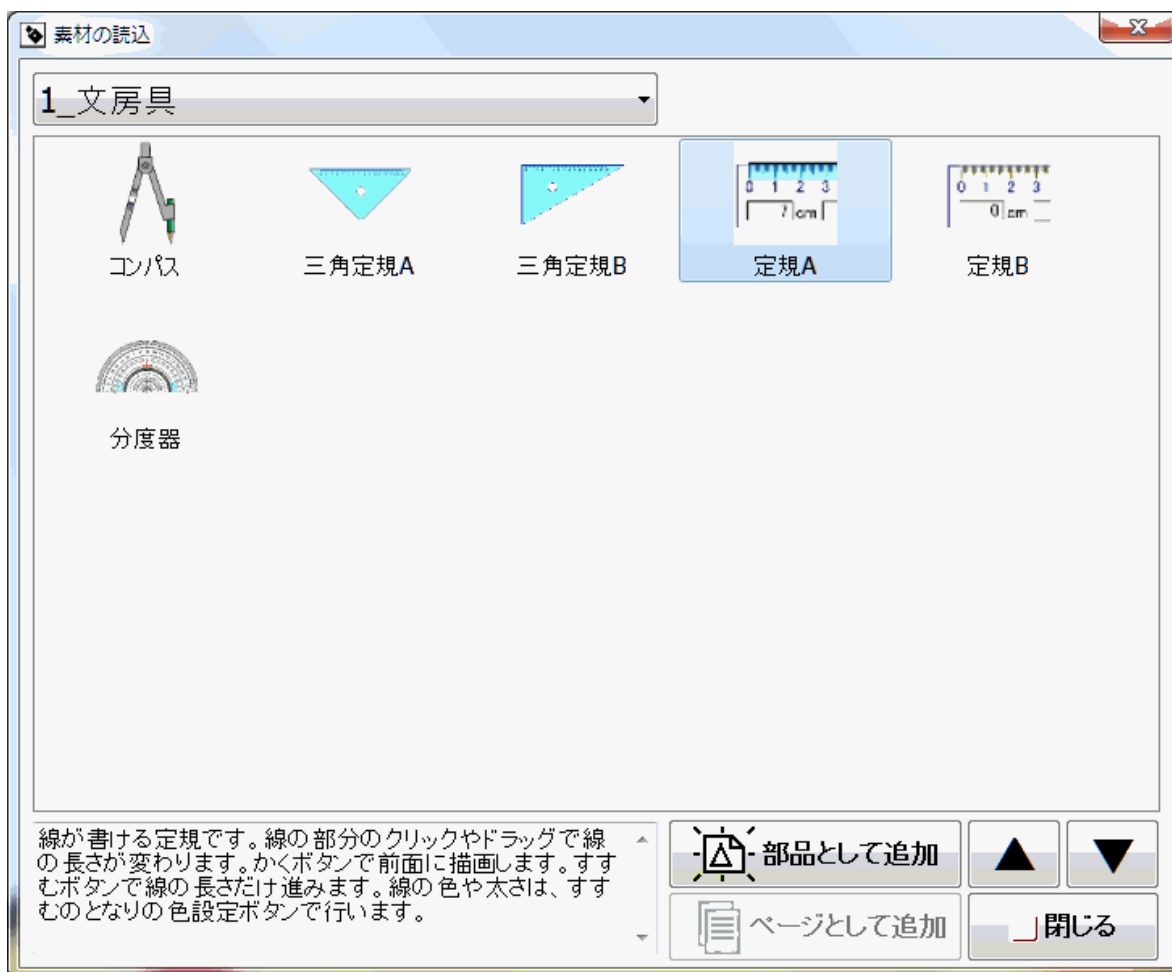 素材の読込
1_文房具
0 1 2 3
7 cm
0 1 2 3
0 cm
コンパス
三角定規A
三角定規B
定規A
定規B
分度器
線が書ける定規です。線の部分のクリックやドラッグで線
の長さが変わります。かくボタンで前面に描画します。すす
むボタンで線の長さだけ進みます。線の色や太さは、すす
むのとなりの色設定ボタンで行います。
部品として追加
ページとして追加
閉じる